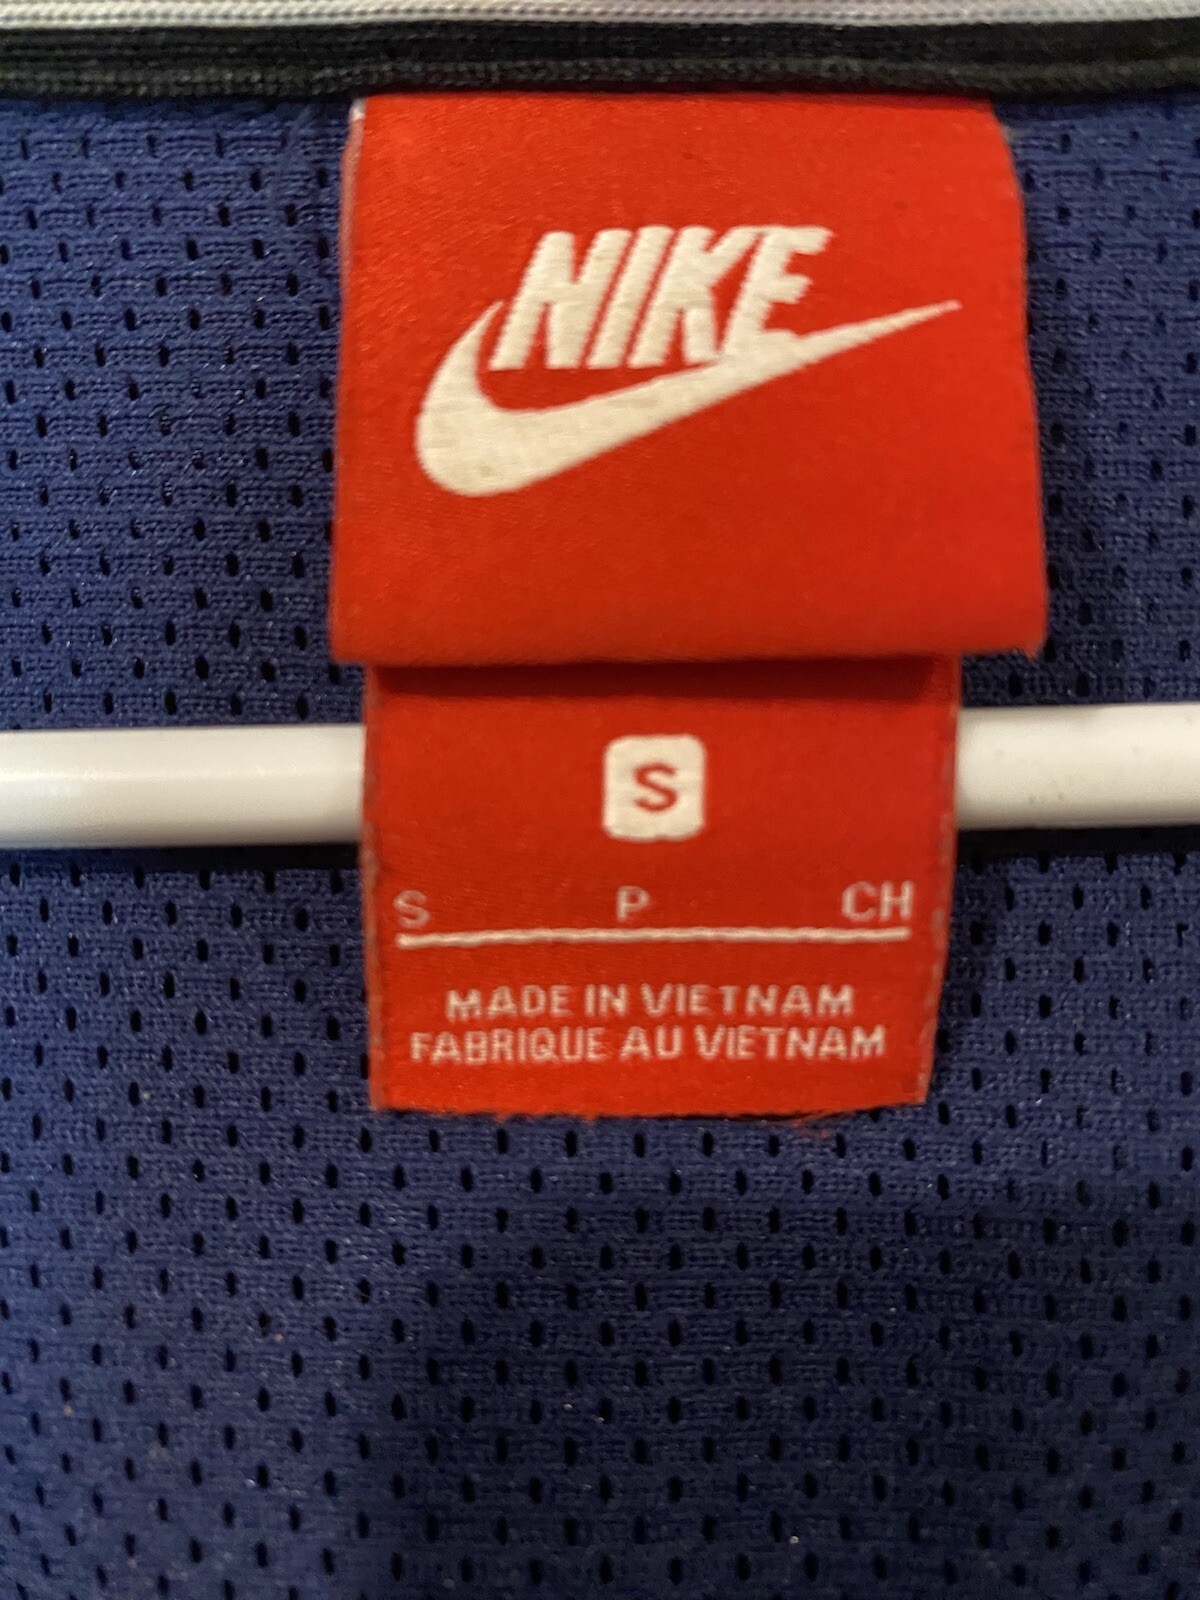 NIKE
S
S P CH
MADE IN VIETNAM
FABRIQUE AU VIETNAM